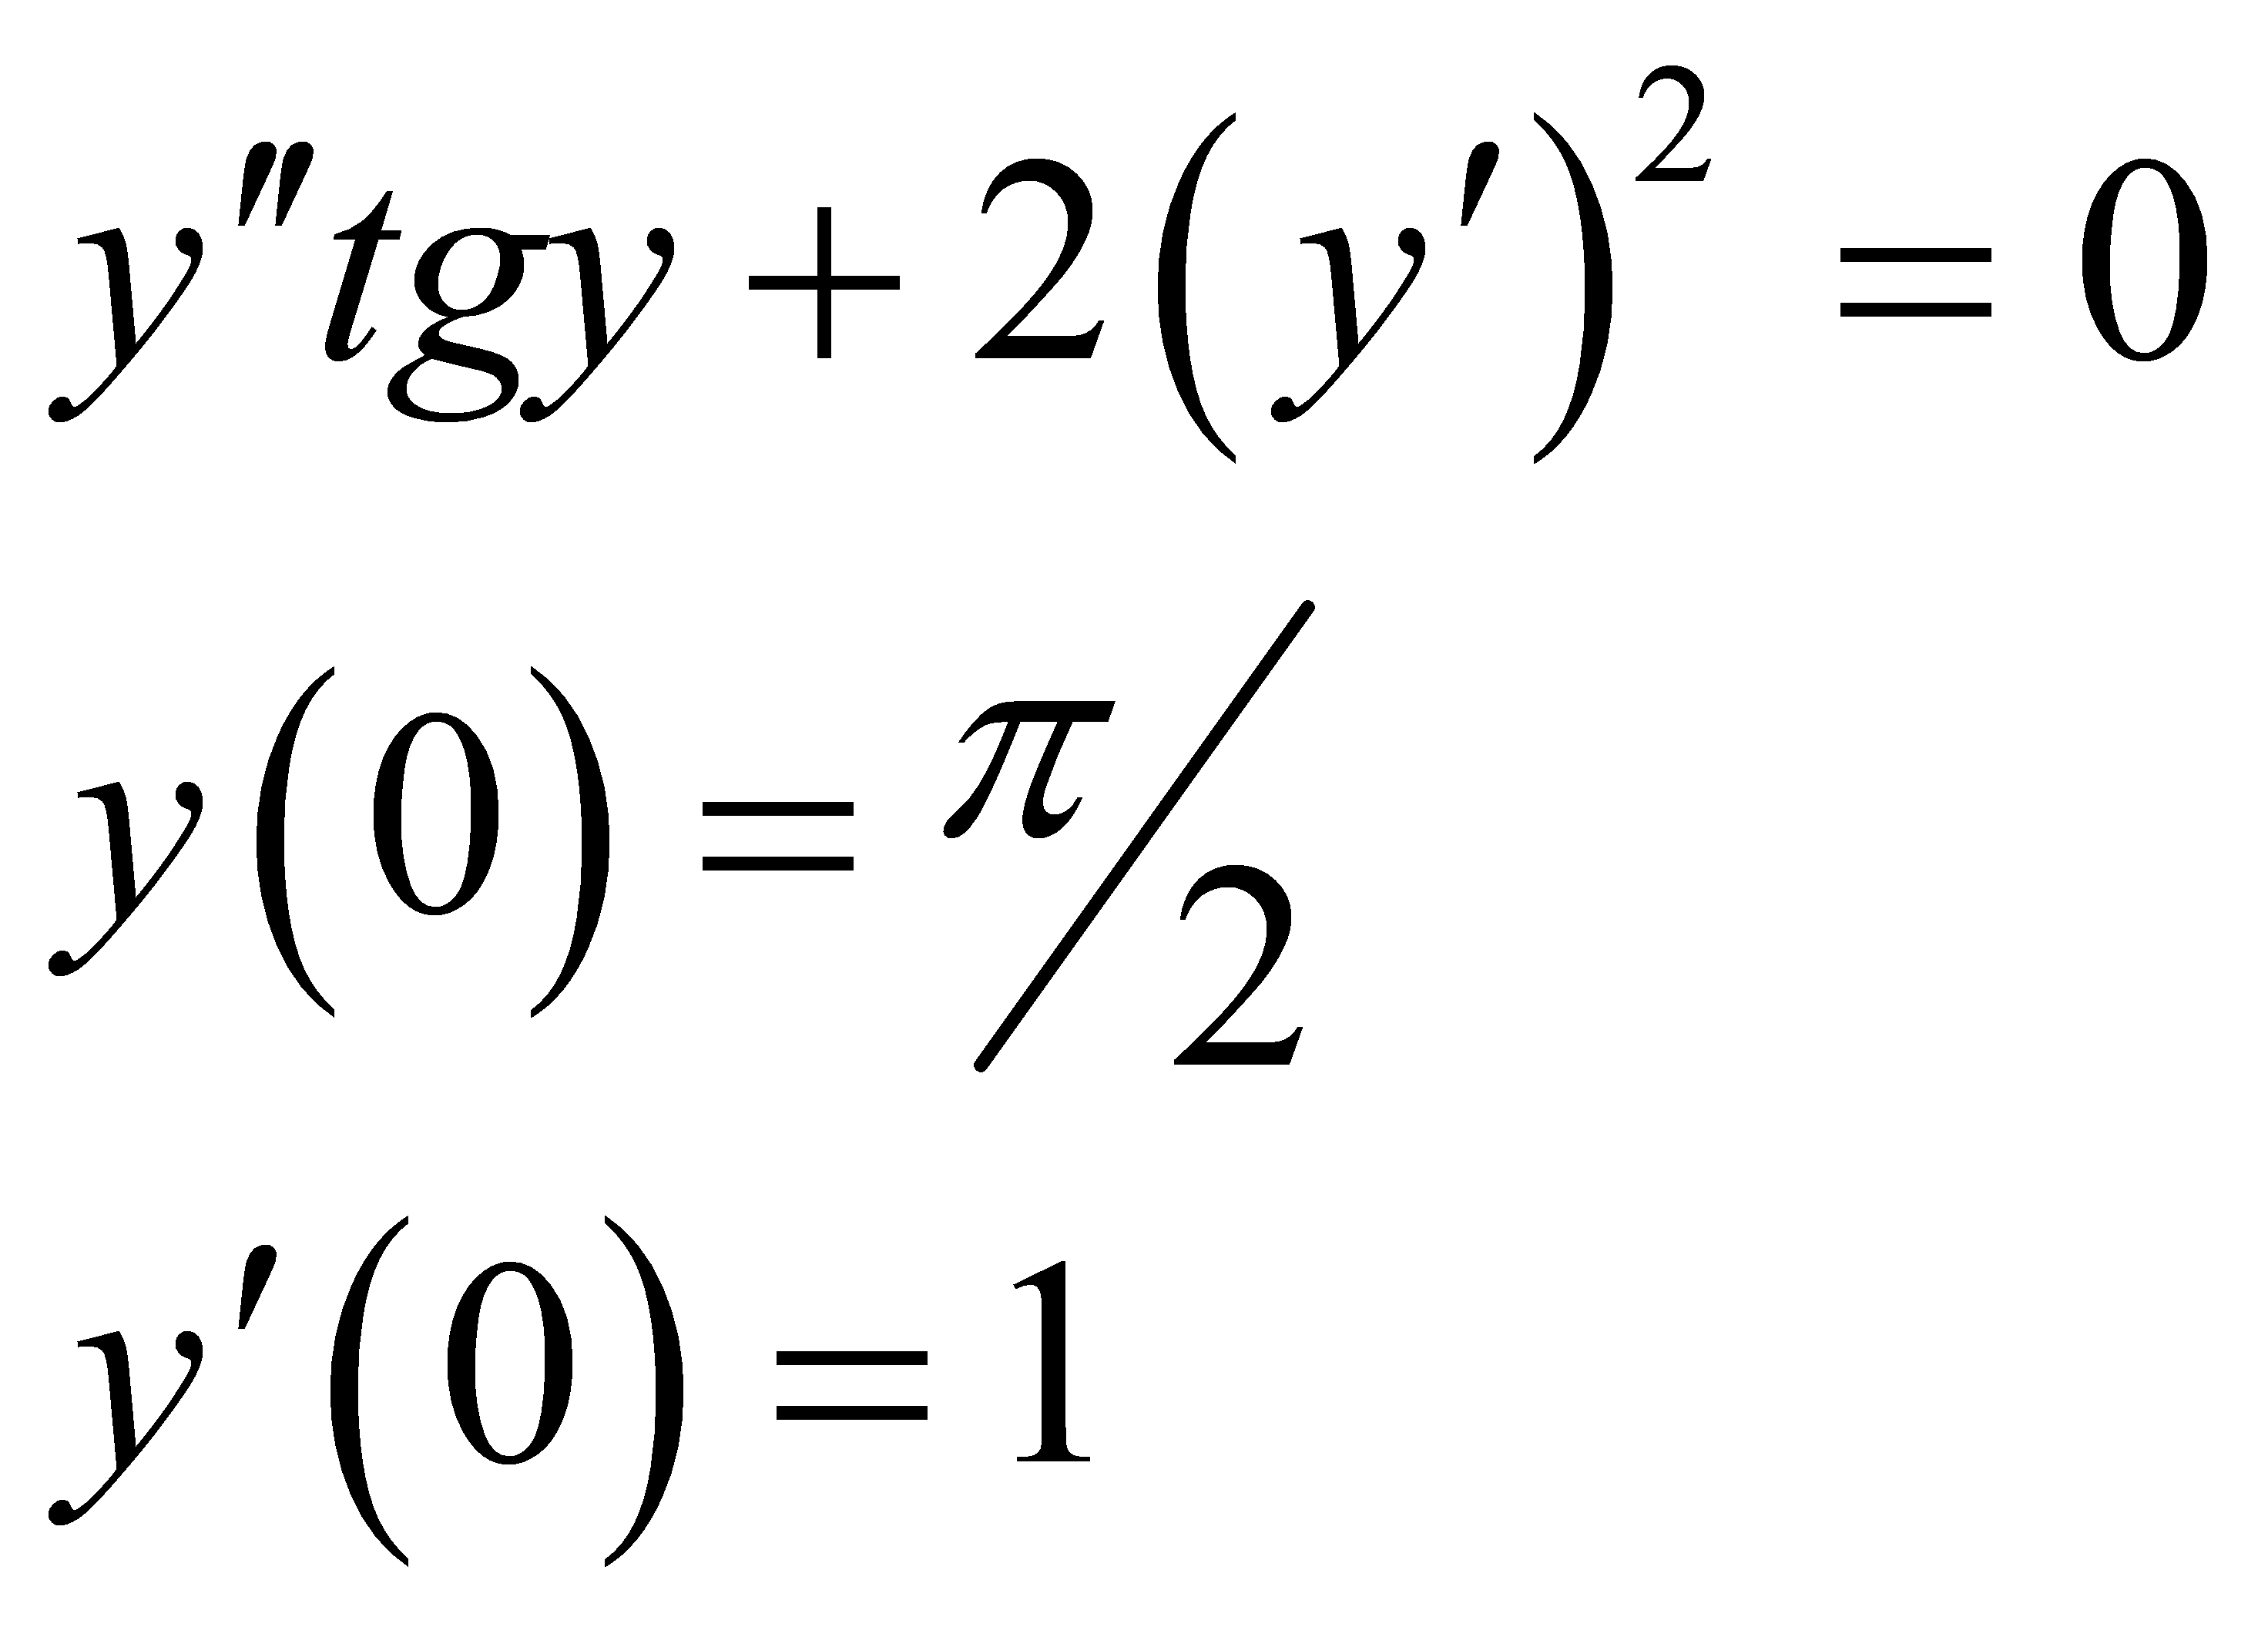 y″tgy + 2(y′)² = 0
y(0) = π/2
y′(0) = 1